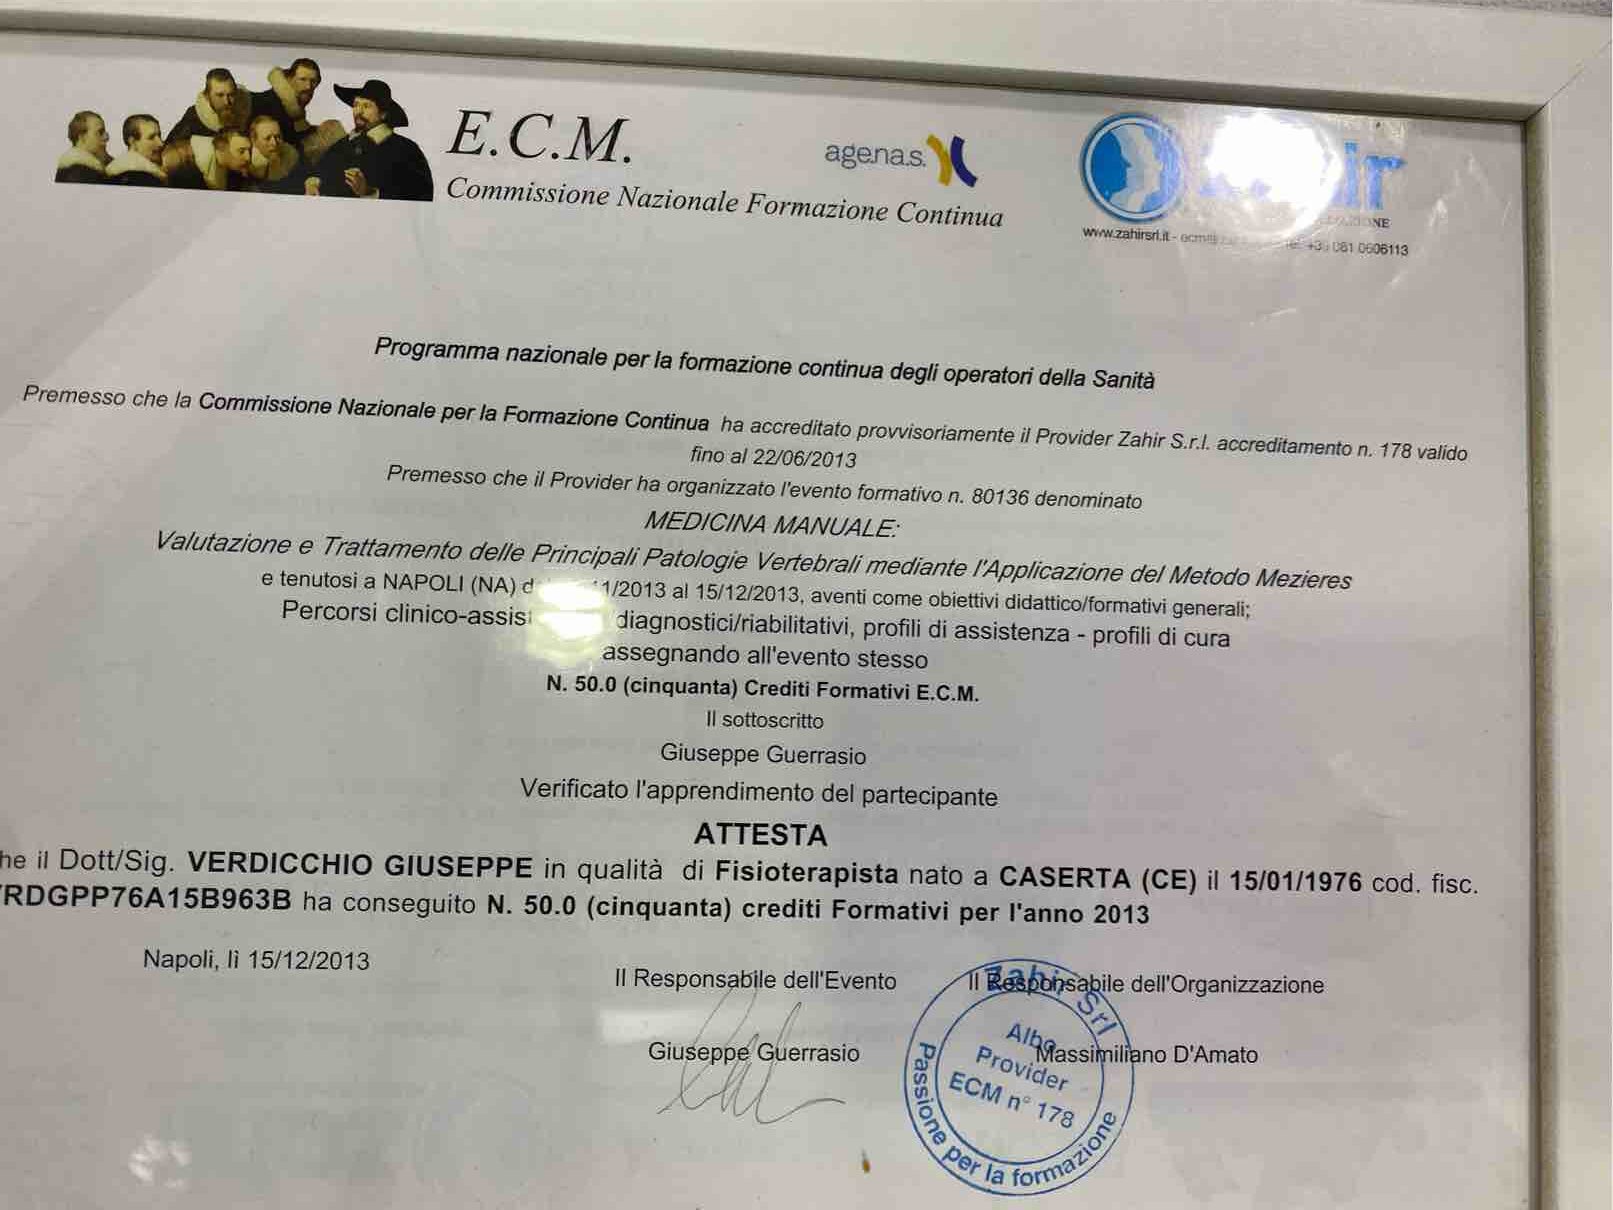 E.C.M.
Commissione Nazionale Formazione Continua
agenas.
www.zahirsrl.it - +39 081 0606113
Programma nazionale per la formazione continua degli operatori della Sanità
Premesso che la Commissione Nazionale per la Formazione Continua ha accreditato provvisoriamente il Provider Zahir S.r.l. accreditamento n. 178 valido
fino al 22/06/2013
Premesso che il Provider ha organizzato l'evento formativo n. 80136 denominato
MEDICINA MANUALE:
Valutazione e Trattamento delle Principali Patologie Vertebrali mediante l'Applicazione del Metodo Mezieres
e tenutosi a NAPOLI (NA) 1/2013 al 15/12/2013, aventi come obiettivi didattico/formativi generali;
Percorsi clinico-assis diagnostici/riabilitativi, profili di assistenza - profili di cura
assegnando all'evento stesso
N. 50.0 (cinquanta) Crediti Formativi E.C.M.
Il sottoscritto
Giuseppe Guerrasio
Verificato l'apprendimento del partecipante
ATTESTA
he il Dott/Sig. VERDICCHIO GIUSEPPE in qualità di Fisioterapista nato a CASERTA (CE) il 15/01/1976 cod. fisc.
RDGPP76A15B963B ha conseguito N. 50.0 (cinquanta) crediti Formativi per l'anno 2013
Napoli, lì 15/12/2013
Il Responsabile dell'Evento
Il Responsabile dell'Organizzazione
Giuseppe Guerrasio
Massimiliano D'Amato
Zahir Srl
Albo
Provider
ECM n° 178
Passione per la formazione